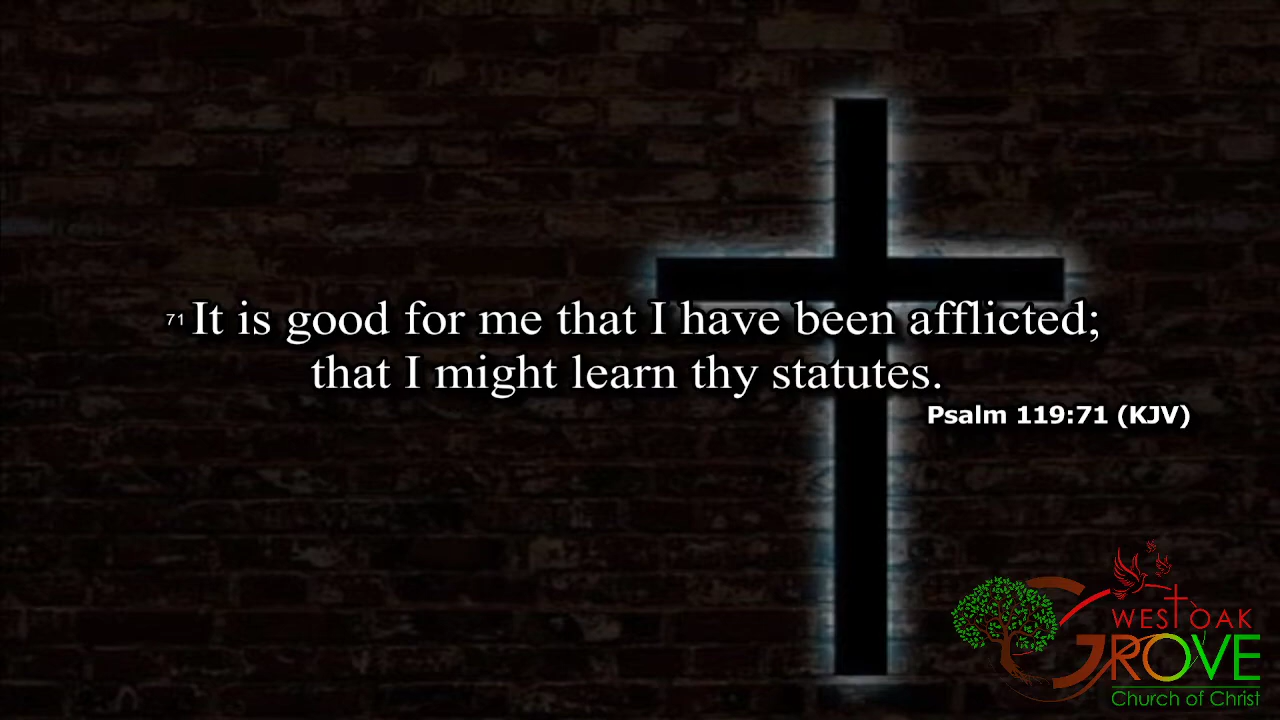 71 It is good for me that I have been afflicted;
that I might learn thy statutes.
Psalm 119:71 (KJV)
WEST OAK
GROVE
Church of Christ